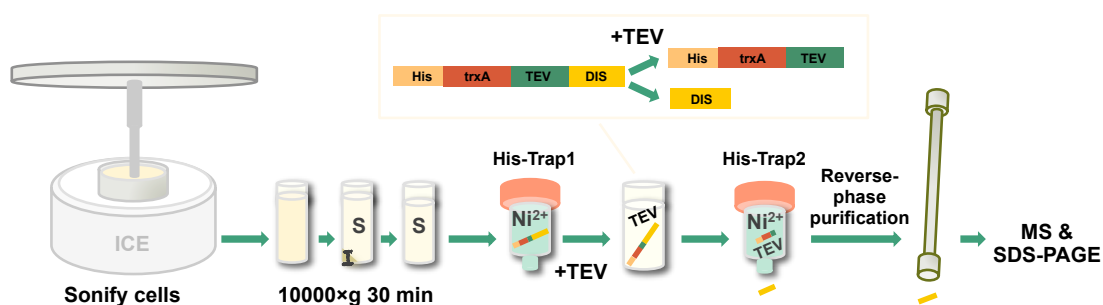 +TEV
His trxA TEV
His trxA TEV DIS
DIS
His-Trap1
His-Trap2
Reverse-
phase
purification
ICE
S
S
Ni2+
TEV
Ni2+
TEV
MS &
SDS-PAGE
+TEV
Sonify cells
10000×g 30 min